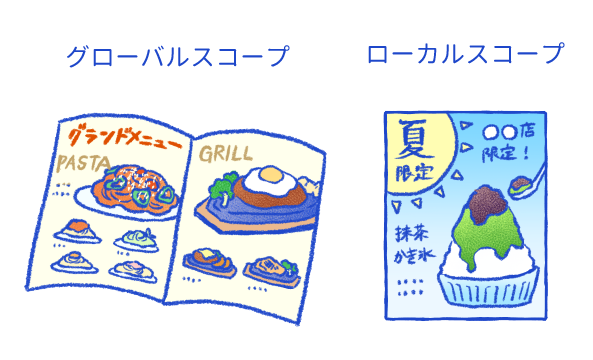 グローバルスコープ
ローカルスコープ
グランドメニュー
PASTA
GRILL
夏
限定
○○店
限定！
抹茶
かき氷